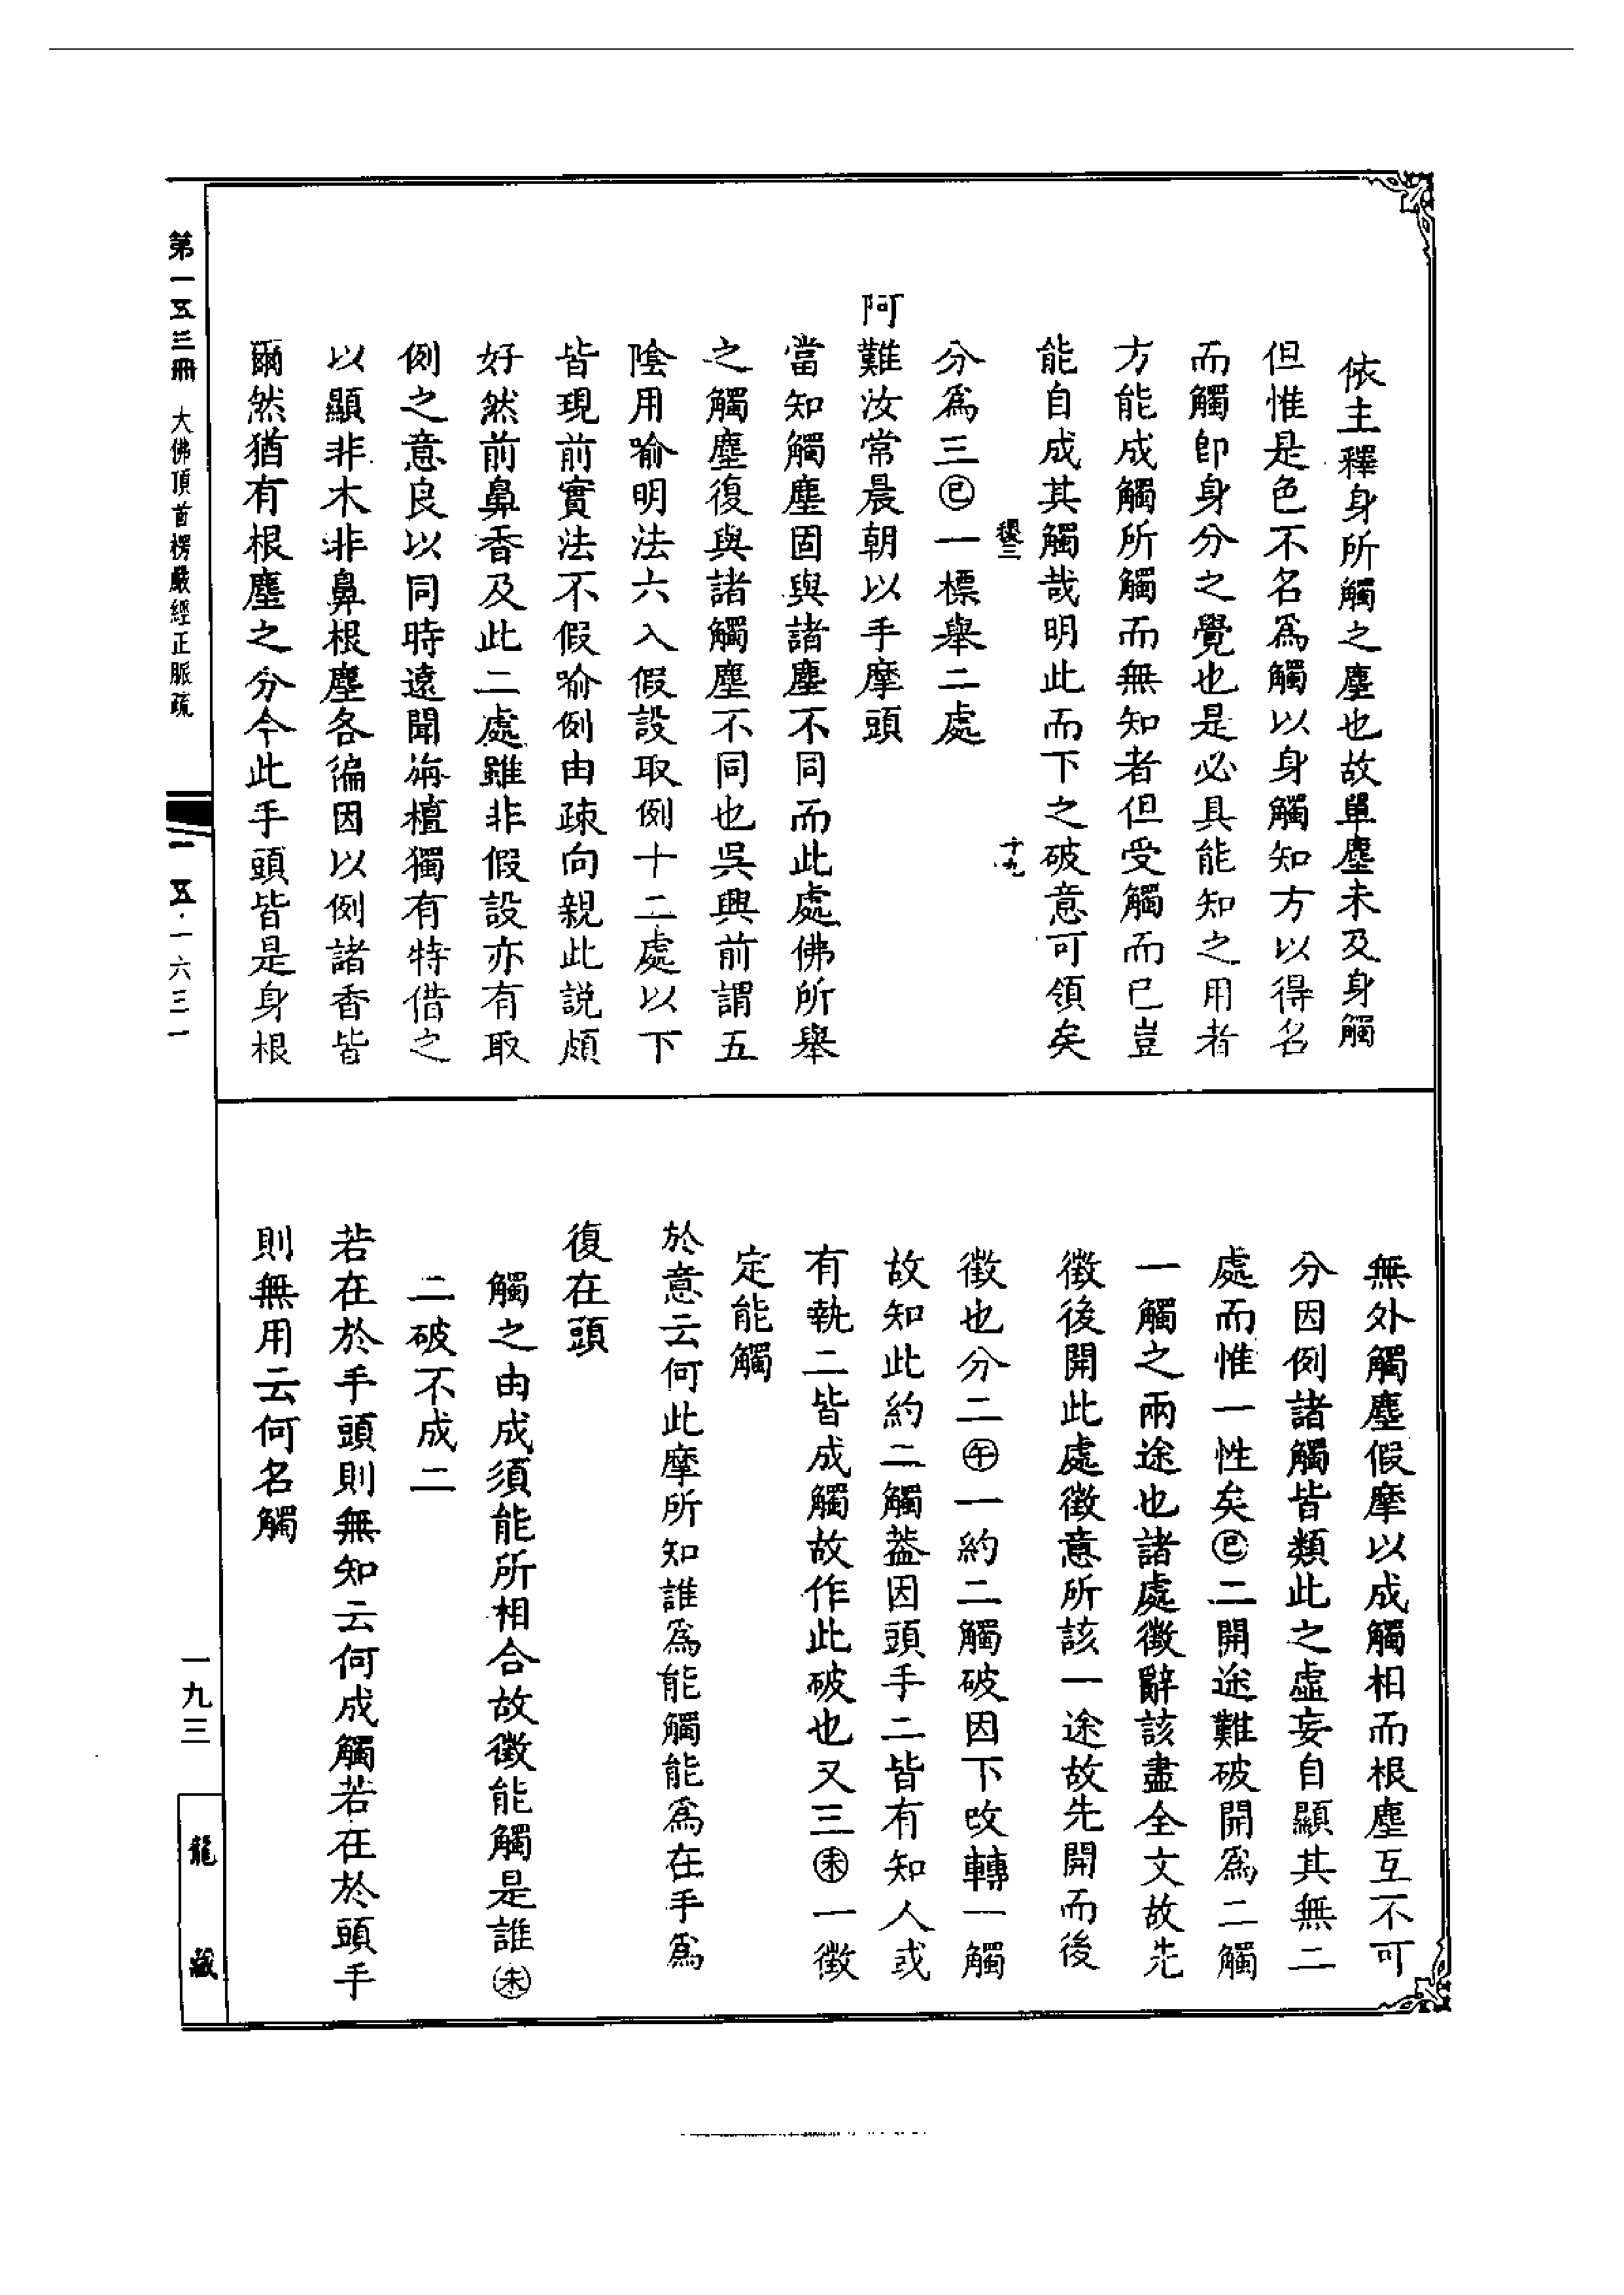 依主釋身所觸之塵也故單塵未及身觸
但惟是色不名為觸以身觸知方以得名
而觸卽身分之覺也是必具能知之用者
方能成觸所觸而無知者但受觸而已豈
能自成其觸哉明此而下之破意可領矣
十九
分為三㊁一標舉二處
阿難汝常晨朝以手摩頭
當知觸塵固與諸塵不同而此處佛所舉
之觸塵復與諸觸塵不同也吳興前謂五
陰用喻明法六入假設取例十二處以下
皆現前實法不假喻例由疎向親此説頗
好然前鼻香及此二處雖非假設亦有取
例之意良以同時遠聞旃檀獨有特借之
以顯非木非鼻根塵各徧因以例諸香皆
爾然猶有根塵之分今此手頭皆是身根
無外觸塵假摩以成觸相而根塵互不可
分因例諸觸皆類此之虛妄自顯其無二
處而惟一性矣㊁二開途難破開為二觸
一觸之兩途也諸處徵辭該盡全文故先
徵後開此處徵意所該一途故先開而後
徵也分二㊌一約二觸破因下改轉一觸
故知此約二觸葢因頭手二皆有知人或
有執二皆成觸故作此破也又三㊍一徵
定能觸
於意云何此摩所知誰為能觸能為在手為
復在頭
觸之由成須能所相合故徵能觸是誰㊍
二破不成二
若在於手頭則無知云何成觸若在於頭手
則無用云何名觸
第一五三冊 大佛頂首楞嚴經正脈疏
一五·一六三一
一九三
龍藏